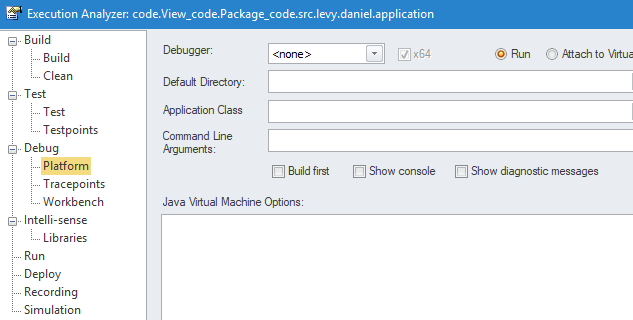 Execution Analyzer: code.View_code.Package_code.src.levy.daniel.application
Build
Build
Clean
Test
Test
Testpoints
Debug
Platform
Tracepoints
Workbench
Intelli-sense
Libraries
Run
Deploy
Recording
Simulation
Debugger: <none> x64 Run Attach to Virtua
Default Directory:
Application Class
Command Line
Arguments:
Build first Show console Show diagnostic messages
Java Virtual Machine Options: